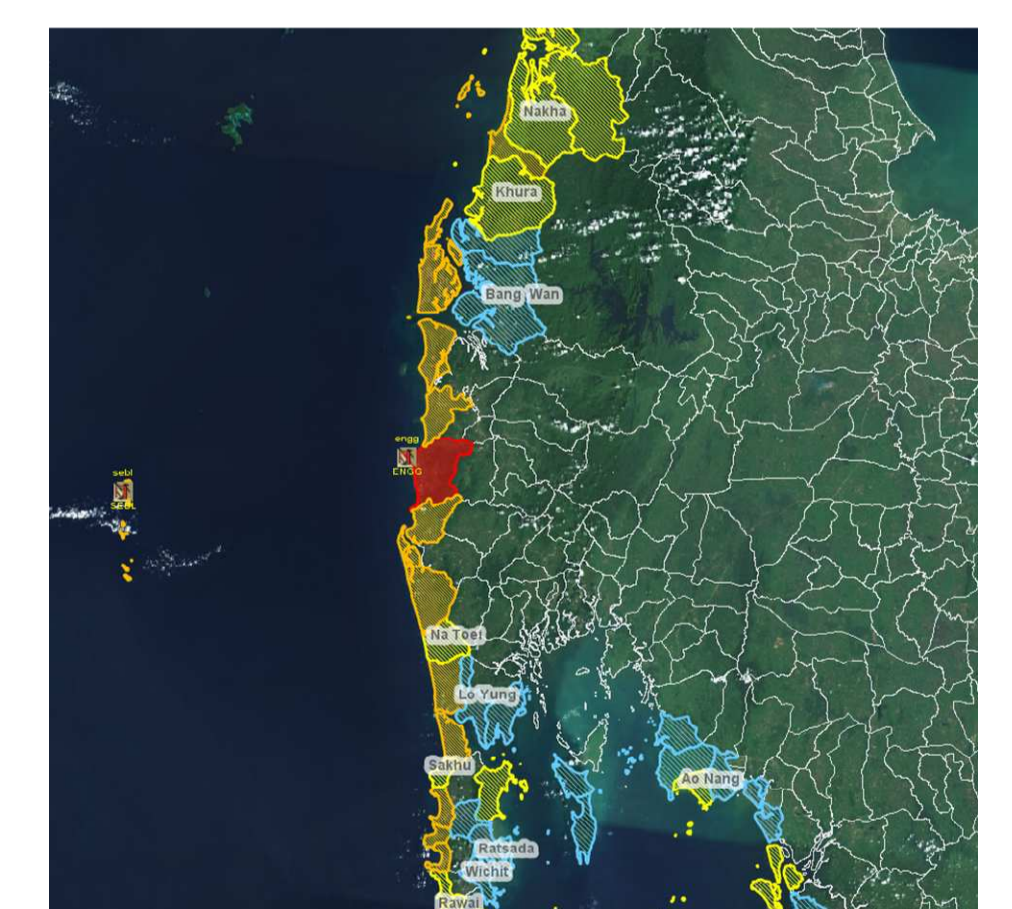 Nakha
Khura
Bang Wan
engg
ENGG
sebl
SEBL
Na Toei
Lo Yung
Sakhu
Ao Nang
Ratsada
Wichit
Rawai